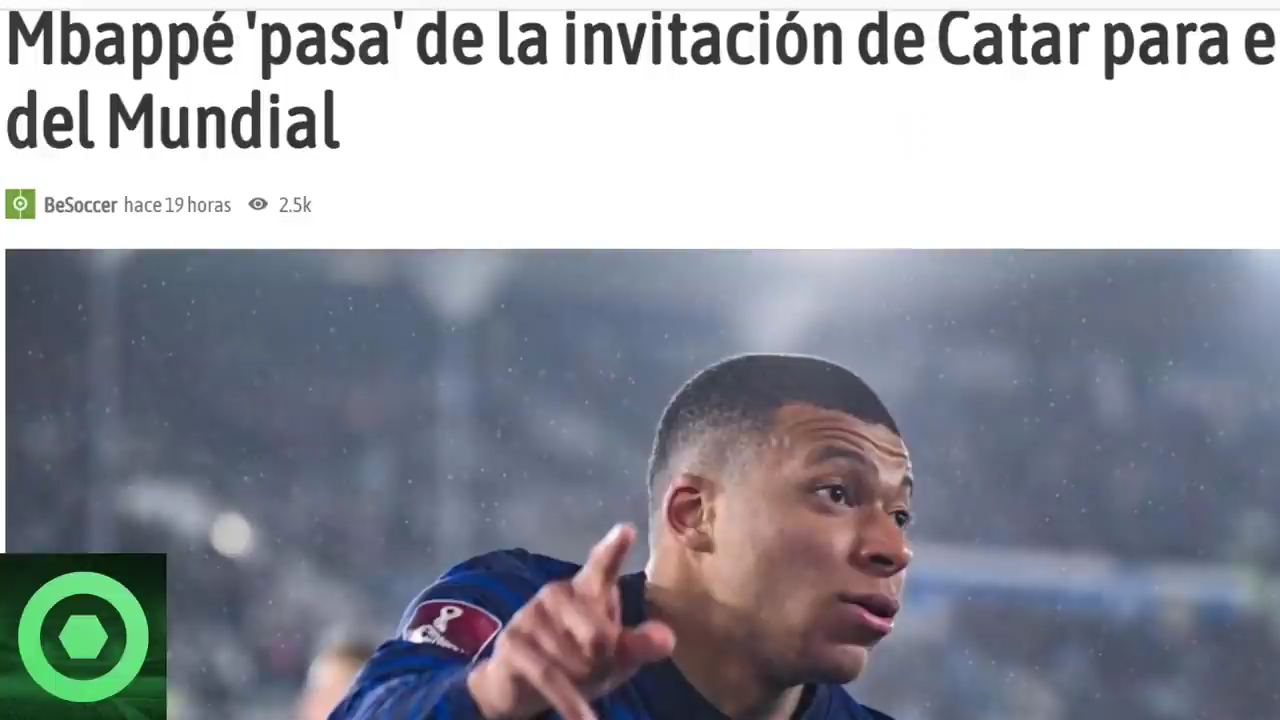 Mbappé 'pasa' de la invitación de Catar para e
del Mundial
BeSoccer hace 19 horas 2.5k